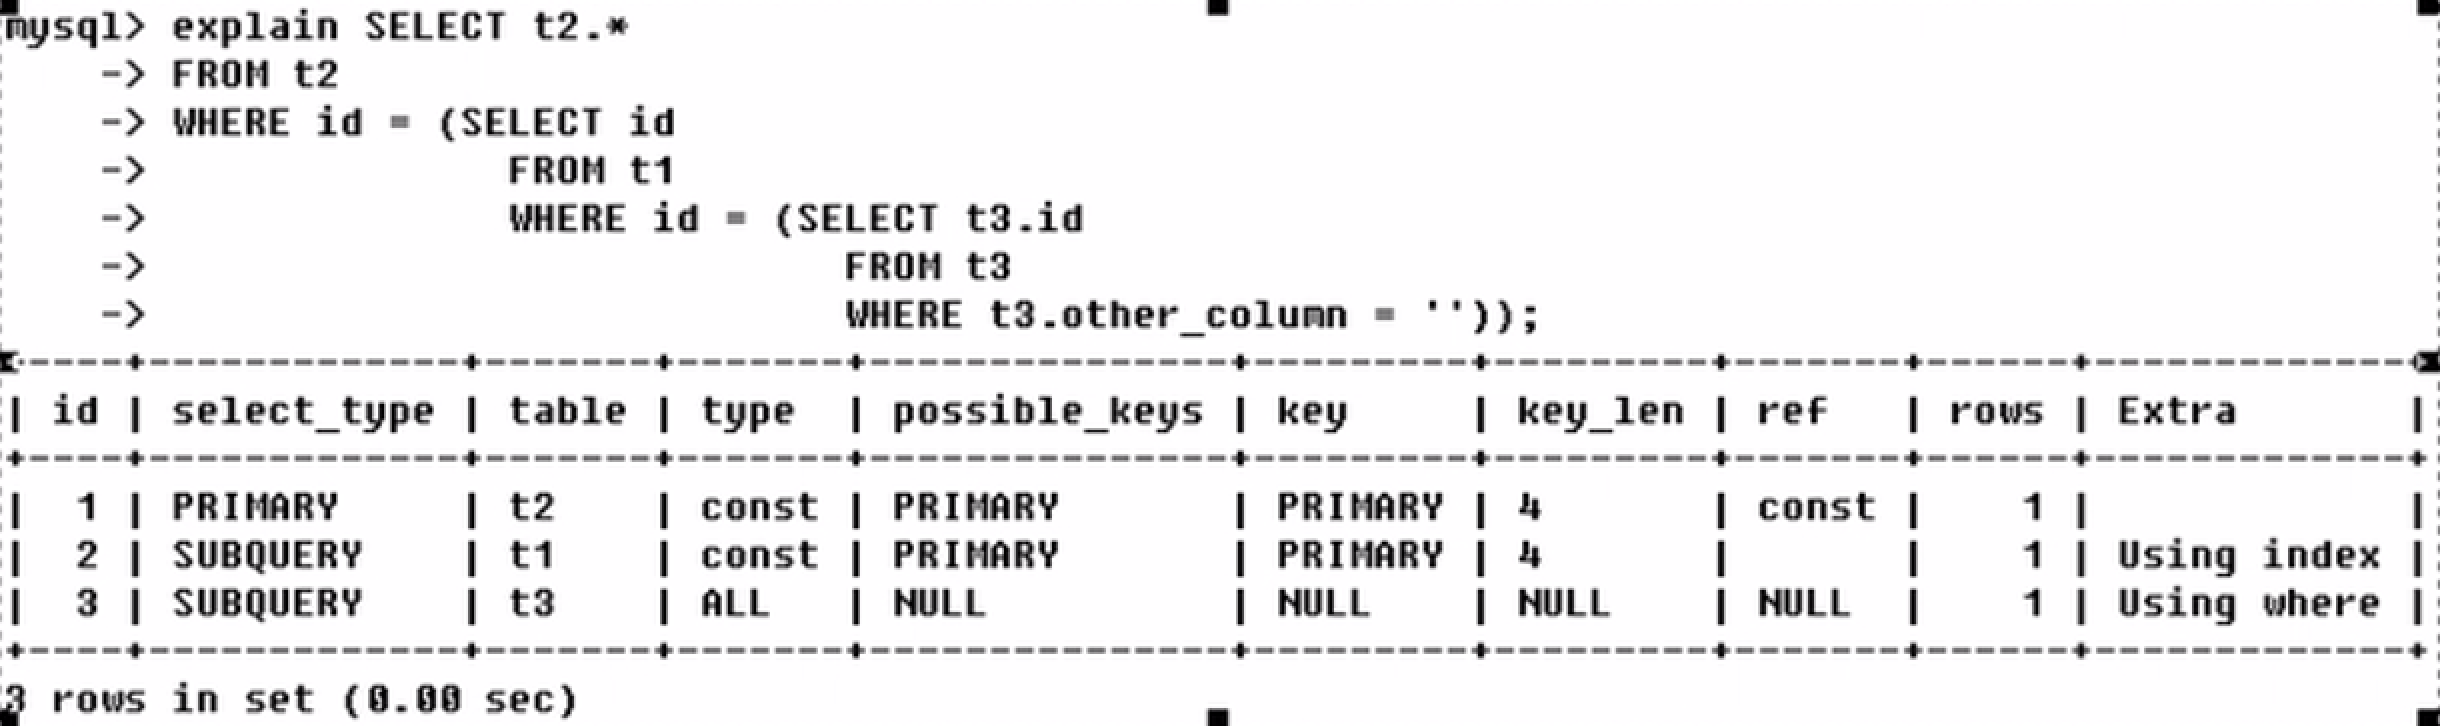 mysql> explain SELECT t2.*
    -> FROM t2
    -> WHERE id = (SELECT id
    ->               FROM t1
    ->               WHERE id = (SELECT t3.id
    ->                             FROM t3
    ->                             WHERE t3.other_column = ''));
+----+-------------+-------+-------+---------------+---------+---------+-------+------+-------------+
| id | select_type | table | type  | possible_keys | key     | key_len | ref   | rows | Extra       |
+----+-------------+-------+-------+---------------+---------+---------+-------+------+-------------+
|  1 | PRIMARY     | t2    | const | PRIMARY       | PRIMARY | 4       | const |    1 |             |
|  2 | SUBQUERY    | t1    | const | PRIMARY       | PRIMARY | 4       |       |    1 | Using index |
|  3 | SUBQUERY    | t3    | ALL   | NULL          | NULL    | NULL    | NULL  |    1 | Using where |
+----+-------------+-------+-------+---------------+---------+---------+-------+------+-------------+
3 rows in set (0.00 sec)